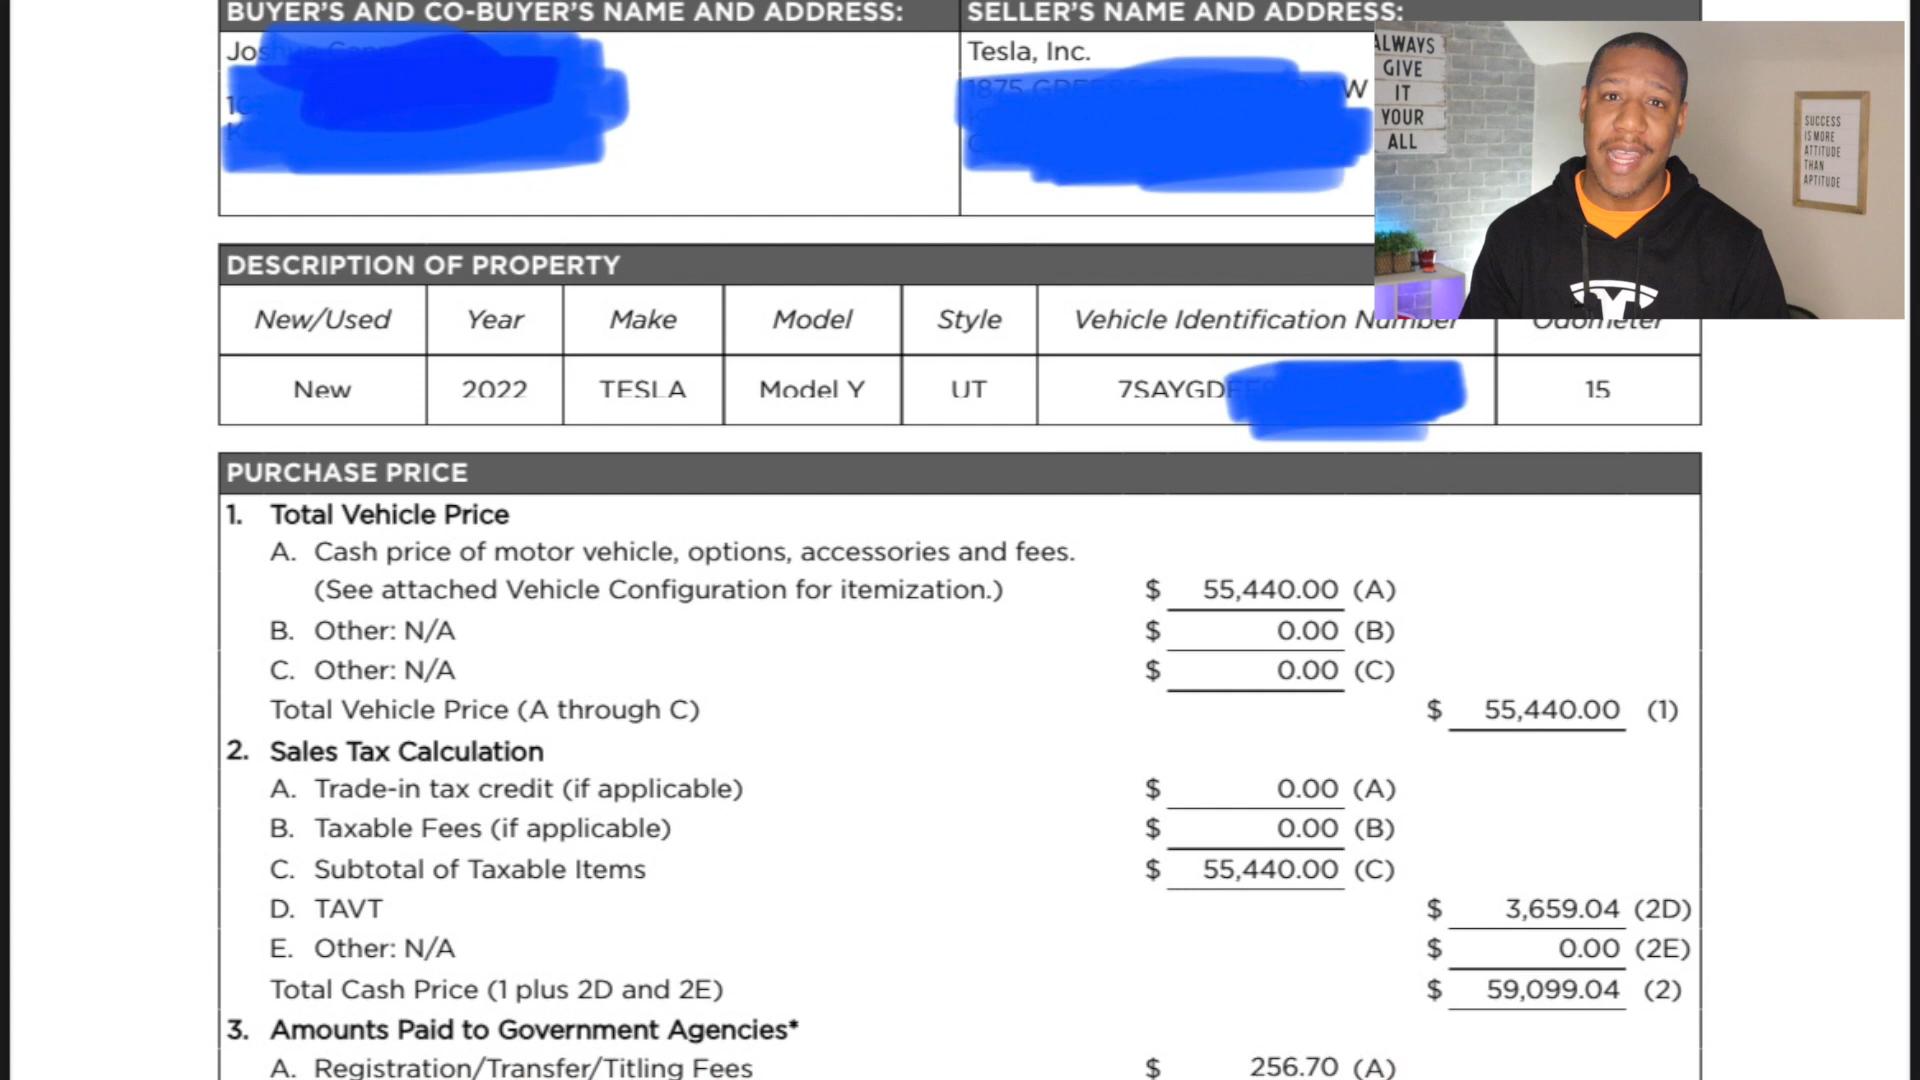 BUYER'S AND CO-BUYER'S NAME AND ADDRESS:
SELLER'S NAME AND ADDRESS:
Tesla, Inc.
ALWAYS
GIVE
IT
YOUR
ALL
SUCCESS
IS MORE
ATTITUDE
THAN
APTITUDE
DESCRIPTION OF PROPERTY
New/Used Year Make Model Style Vehicle Identification Number Odometer
New 2022 TESLA Model Y UT 7SAYGD 15
PURCHASE PRICE
1. Total Vehicle Price
A. Cash price of motor vehicle, options, accessories and fees.
(See attached Vehicle Configuration for itemization.) $ 55,440.00 (A)
B. Other: N/A $ 0.00 (B)
C. Other: N/A $ 0.00 (C)
Total Vehicle Price (A through C) $ 55,440.00 (1)
2. Sales Tax Calculation
A. Trade-in tax credit (if applicable) $ 0.00 (A)
B. Taxable Fees (if applicable) $ 0.00 (B)
C. Subtotal of Taxable Items $ 55,440.00 (C)
D. TAVT $ 3,659.04 (2D)
E. Other: N/A $ 0.00 (2E)
Total Cash Price (1 plus 2D and 2E) $ 59,099.04 (2)
3. Amounts Paid to Government Agencies*
A. Registration/Transfer/Titling Fees $ 256.70 (A)